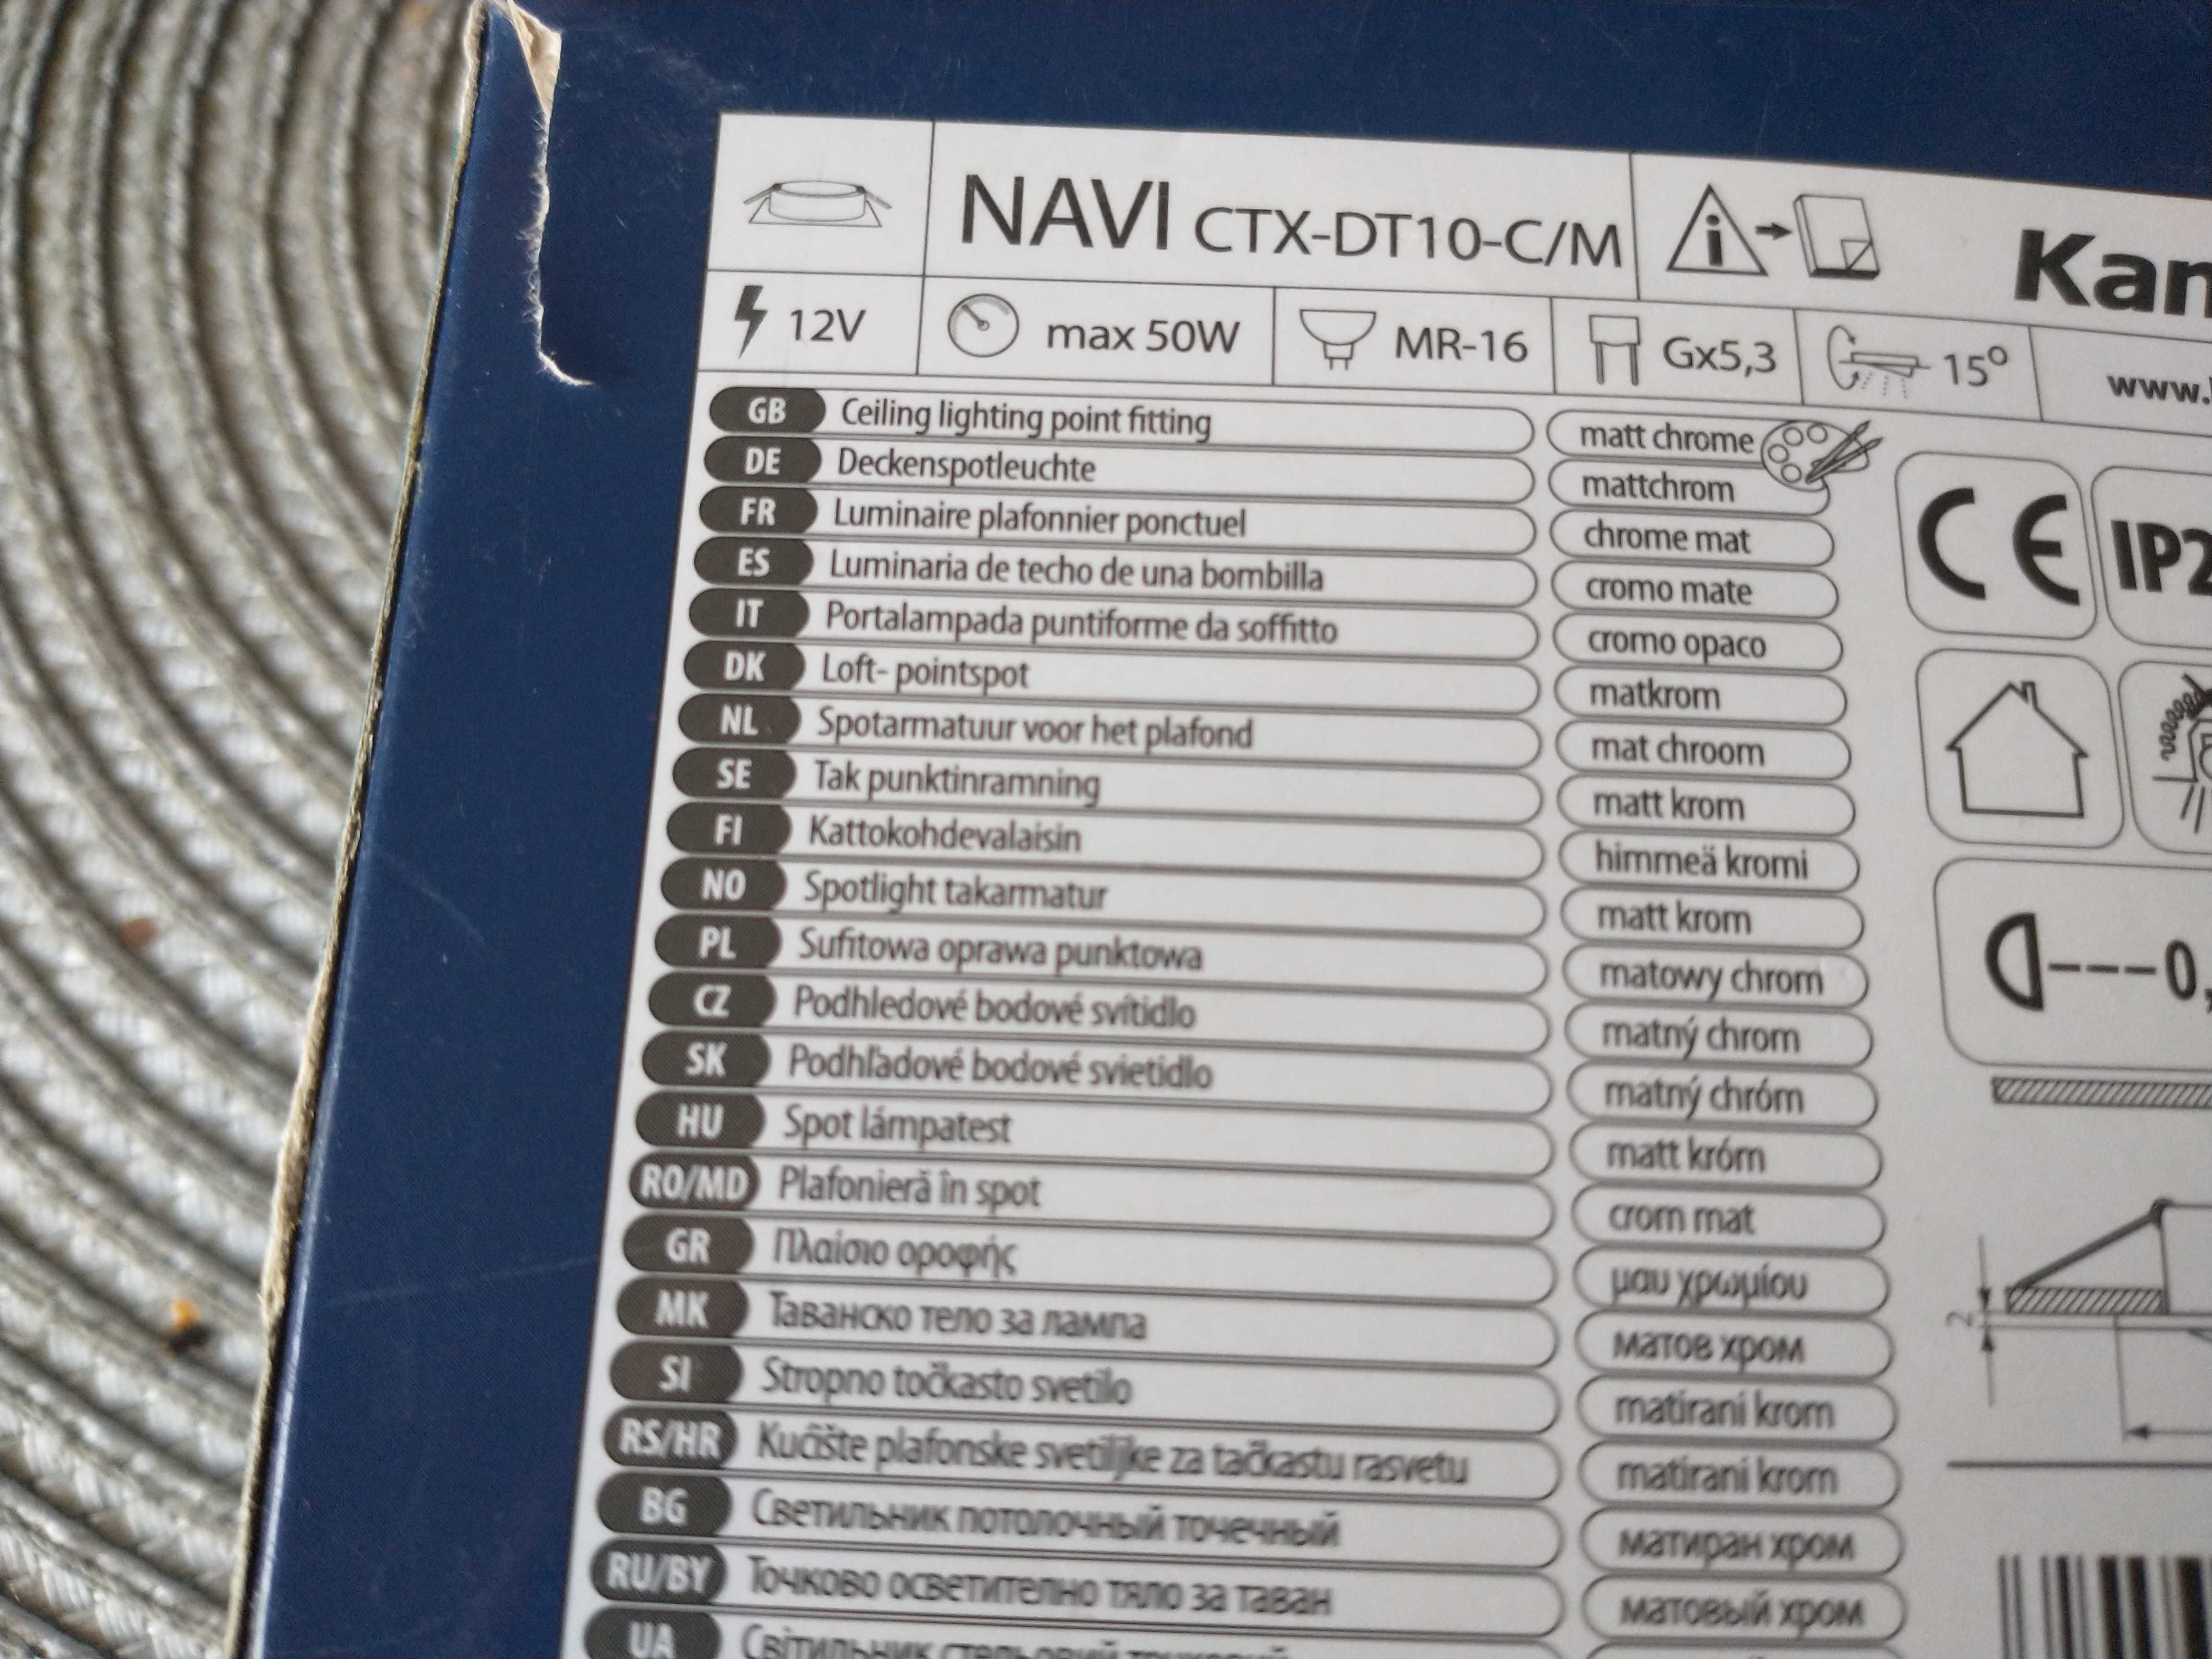 NAVI CTX-DT10-C/M
Kan
12V max 50W MR-16 Gx5,3 15° www.
GB Ceiling lighting point fitting matt chrome
DE Deckenspotleuchte mattchrom
FR Luminaire plafonnier ponctuel chrome mat
ES Luminaria de techo de una bombilla cromo mate
IT Portalampada puntiforme da soffitto cromo opaco
DK Loft- pointspot matkrom
NL Spotarmatuur voor het plafond mat chroom
SE Tak punktinramning matt krom
FI Kattokohdevalaisin himmeä kromi
NO Spotlight takarmatur matt krom
PL Sufitowa oprawa punktowa matowy chrom
CZ Podhledové bodové svítidlo matný chrom
SK Podhľadové bodové svietidlo matný chróm
HU Spot lámpatest matt króm
RO/MD Plafonieră în spot crom mat
GR Πλαίσιο οροφής μαυ χρωμίου
MK Таванско тело за лампа матов хром
SI Stropno točkasto svetilo matirani krom
RS/HR Kućište plafonske svetiljke za tačkastu rasvetu matirani krom
BG Светильник потолочный точечный матиран хром
RU/BY Точково осветително тяло за таван матовый хром
UA Світильник стельовий
CE IP2
0,
2